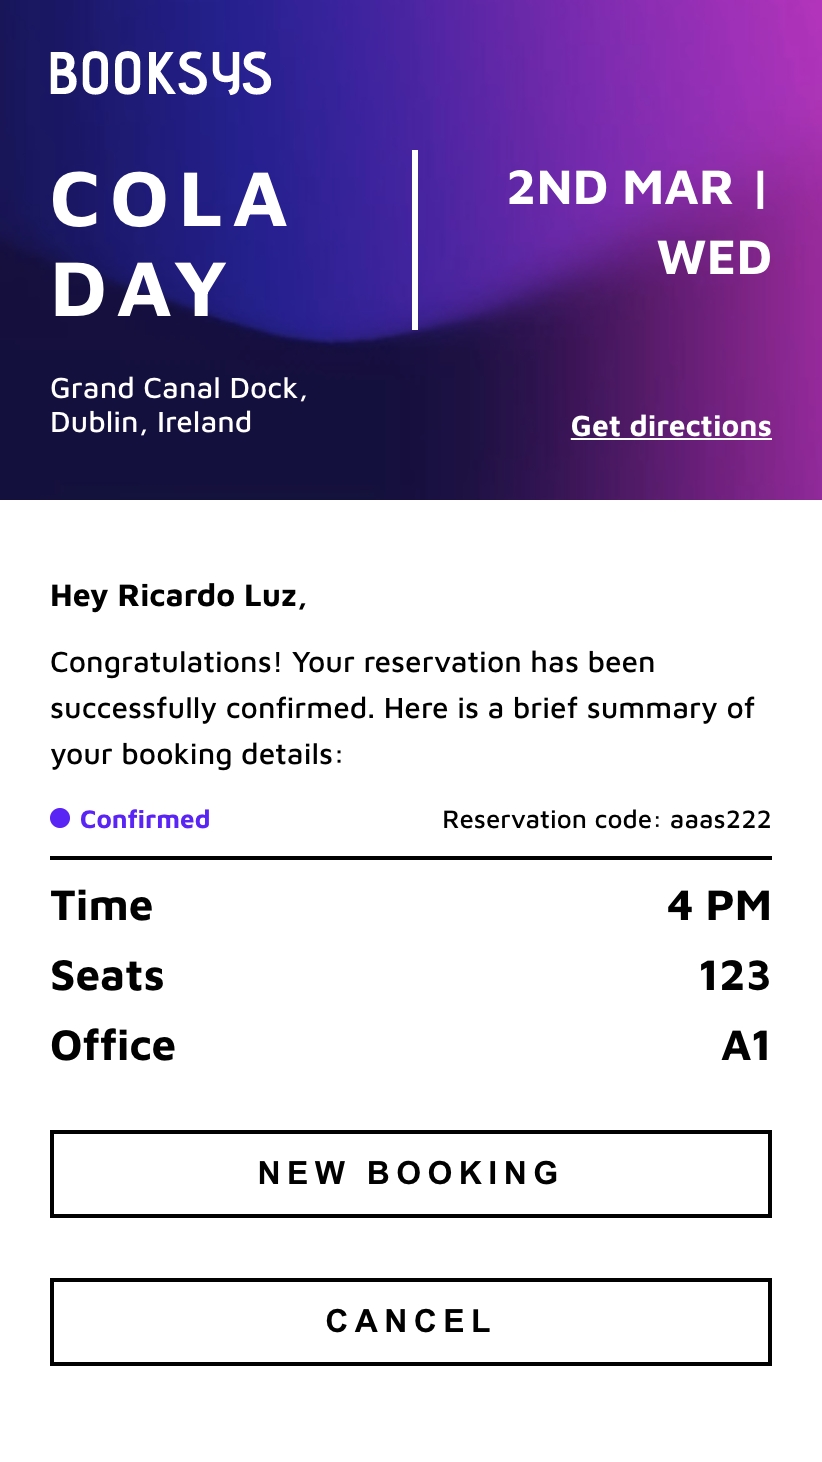 BOOKSYS
COLA
DAY
2ND MAR |
WED
Grand Canal Dock,
Dublin, Ireland
Get directions
Hey Ricardo Luz,
Congratulations! Your reservation has been
successfully confirmed. Here is a brief summary of
your booking details:
Confirmed Reservation code: aaas222
Time 4 PM
Seats 123
Office A1
NEW BOOKING
CANCEL